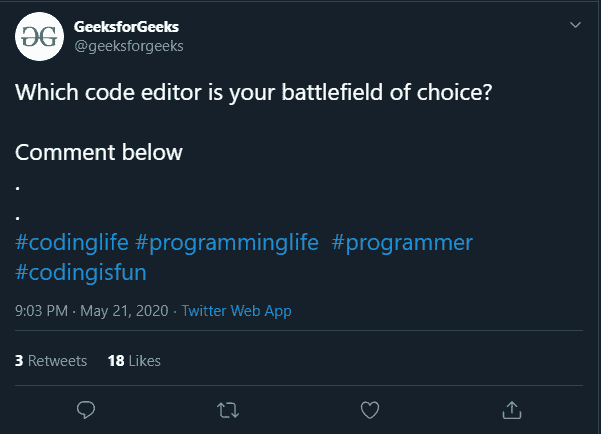 GeeksforGeeks
@geeksforgeeks
Which code editor is your battlefield of choice?
Comment below
.
.
#codinglife #programminglife #programmer
#codingisfun
9:03 PM · May 21, 2020 · Twitter Web App
3 Retweets 18 Likes